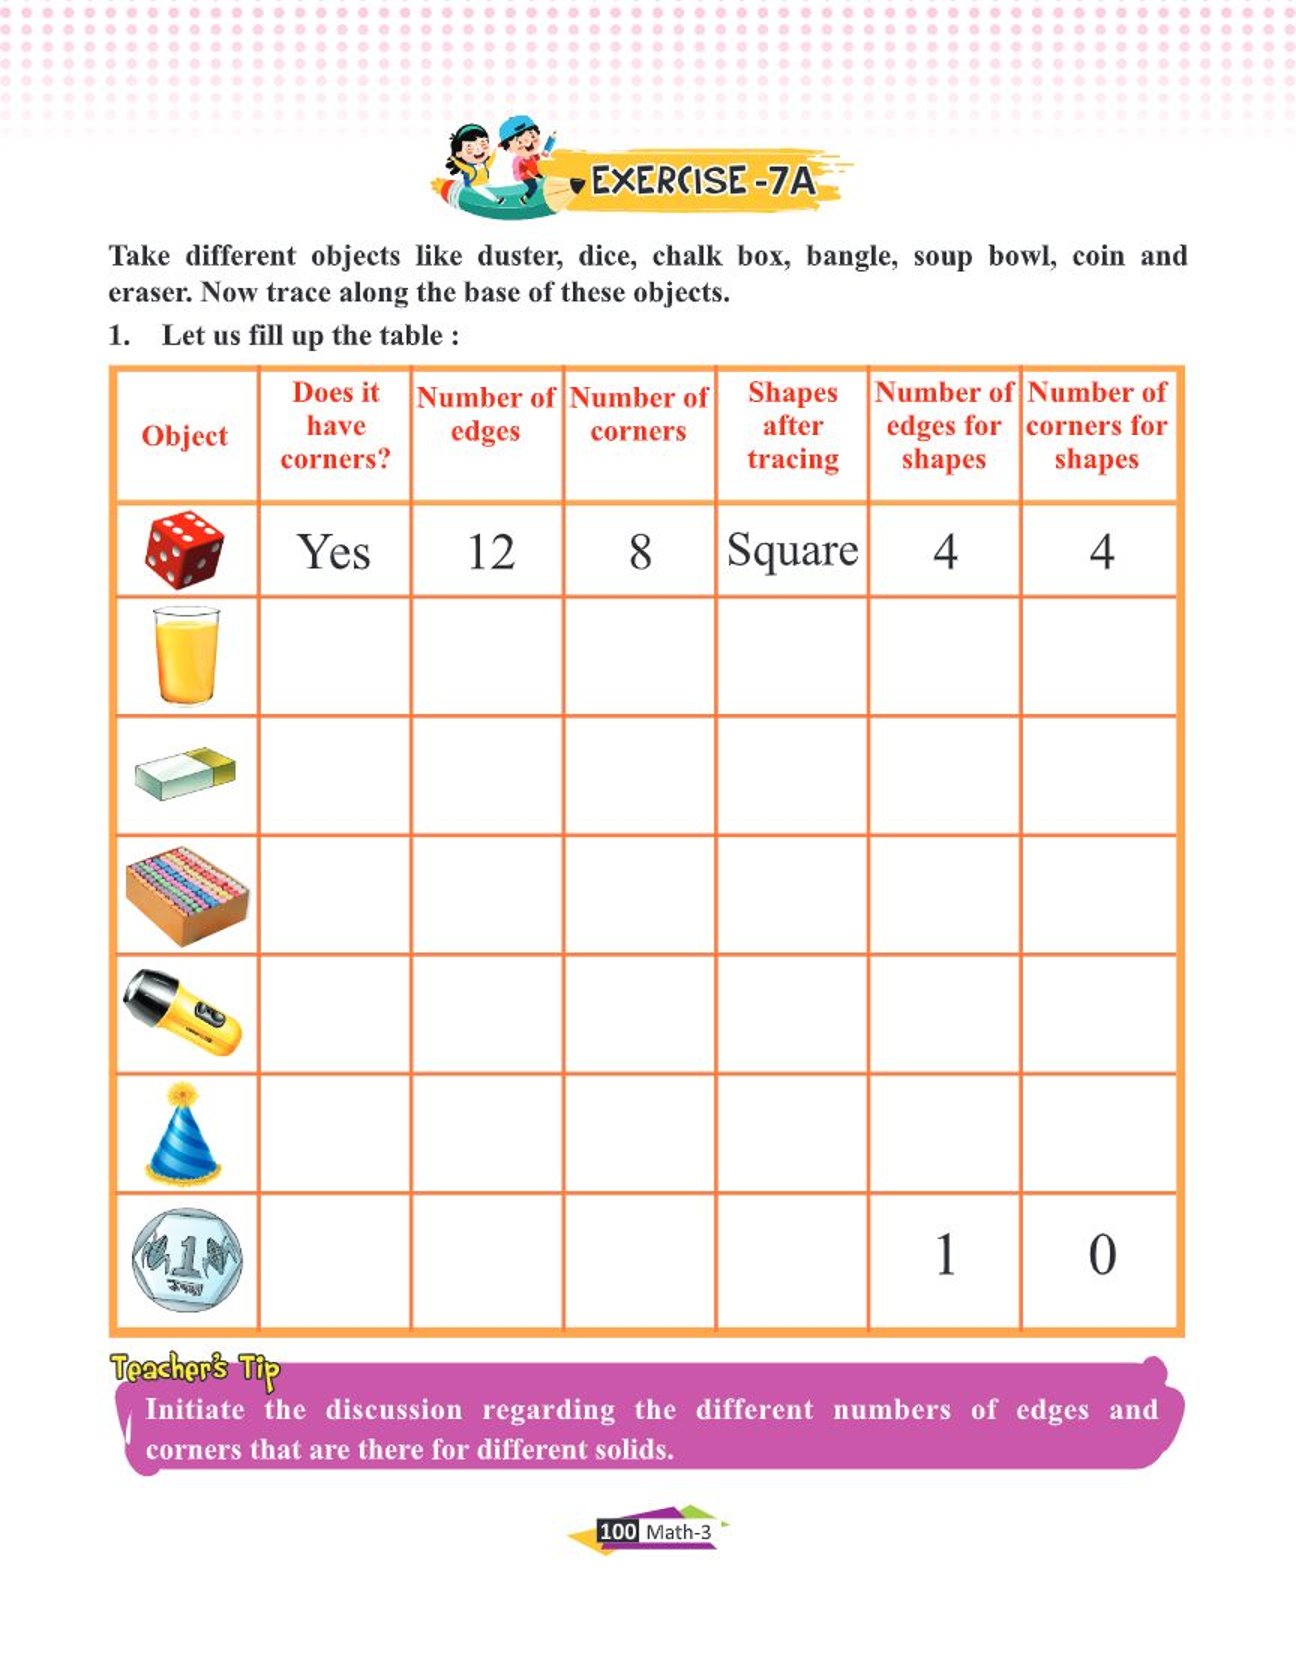 EXERCISE -7A
Take different objects like duster, dice, chalk box, bangle, soup bowl, coin and
eraser. Now trace along the base of these objects.
1. Let us fill up the table :
Object
Does it
have
corners?
Number of
edges
Number of
corners
Shapes
after
tracing
Number of
edges for
shapes
Number of
corners for
shapes
Yes 12 8 Square 4 4
1
1 0
Teacher's Tip
Initiate the discussion regarding the different numbers of edges and
corners that are there for different solids.
100 Math-3